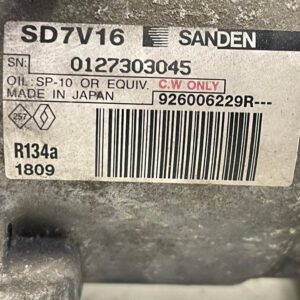 SD7V16 SANDEN
SN: 0127303045
OIL: SP-10 OR EQUIV. C.W ONLY
MADE IN JAPAN 926006229R---
257
R134a
1809